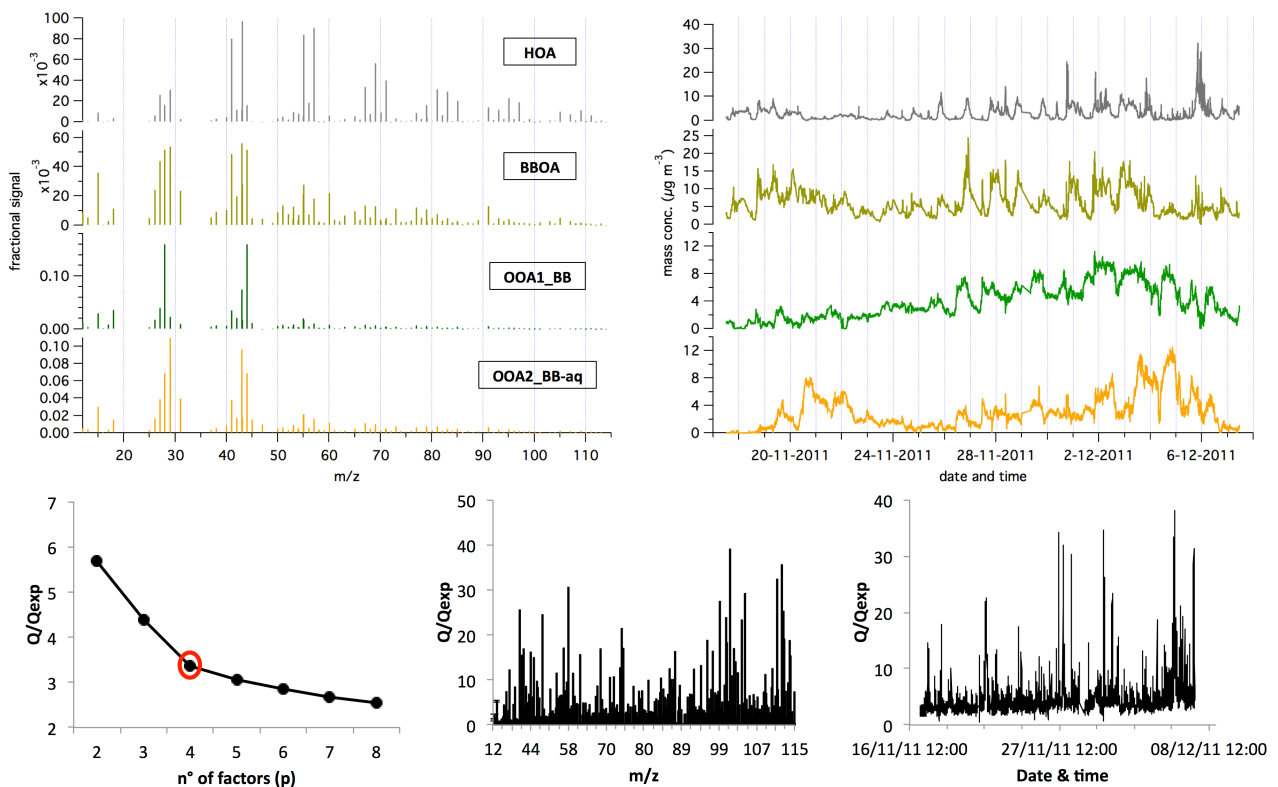 100
80
60
40
20
0
x10⁻³
HOA
60
40
20
0
x10⁻³
BBOA
0.10
0.00
OOA1_BB
0.10
0.08
0.06
0.04
0.02
0.00
OOA2_BB-aq
fractional signal
20 30 40 50 60 70 80 90 100 110
m/z
40
30
20
10
0
25
20
15
10
5
0
12
8
4
0
12
8
4
0
mass conc. (µg m⁻³)
20-11-2011 24-11-2011 28-11-2011 2-12-2011 6-12-2011
date and time
7
6
5
4
3
2
Q/Qexp
2 3 4 5 6 7 8
n° of factors (p)
50
40
30
20
10
0
Q/Qexp
12 44 58 70 80 89 99 107 115
m/z
40
30
20
10
0
Q/Qexp
16/11/11 12:00 27/11/11 12:00 08/12/11 12:00
Date & time